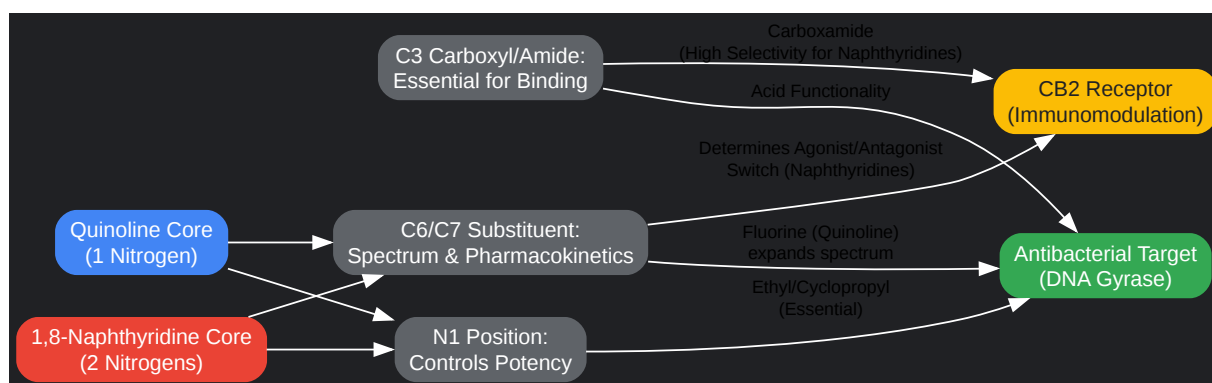 C3 Carboxyl/Amide:
Essential for Binding
Carboxamide
(High Selectivity for Naphthyridines)
Acid Functionality
CB2 Receptor
(Immunomodulation)
Determines Agonist/Antagonist
Switch (Naphthyridines)
Quinoline Core
(1 Nitrogen)
C6/C7 Substituent:
Spectrum & Pharmacokinetics
Fluorine (Quinoline)
expands spectrum
Antibacterial Target
(DNA Gyrase)
Ethyl/Cyclopropyl
(Essential)
1,8-Naphthyridine Core
(2 Nitrogens)
N1 Position:
Controls Potency